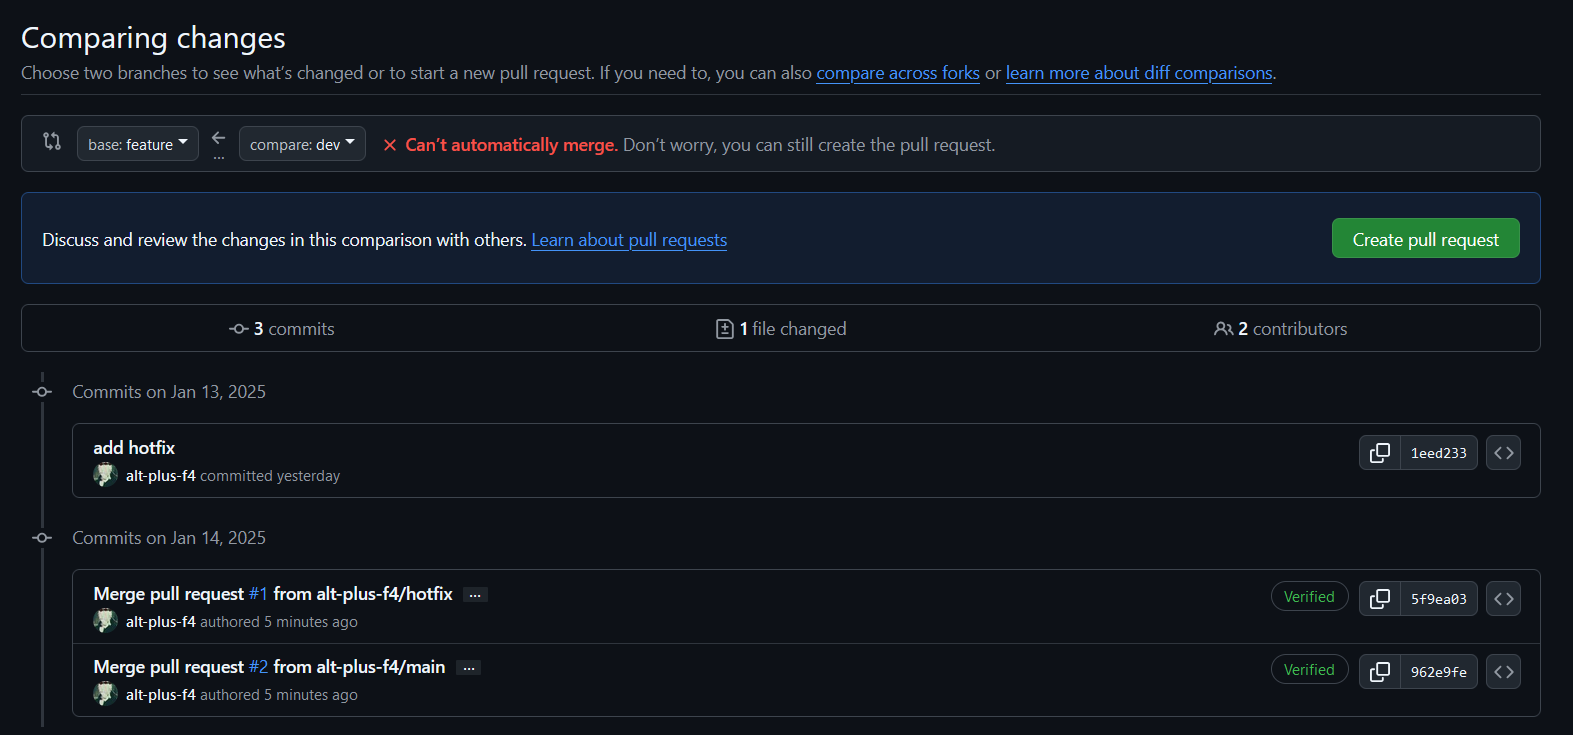 Comparing changes
Choose two branches to see what's changed or to start a new pull request. If you need to, you can also compare across forks or learn more about diff comparisons.
base: feature ... compare: dev Can't automatically merge. Don't worry, you can still create the pull request.
Discuss and review the changes in this comparison with others. Learn about pull requests Create pull request
3 commits 1 file changed 2 contributors
Commits on Jan 13, 2025
add hotfix 1eed233
alt-plus-f4 committed yesterday
Commits on Jan 14, 2025
Merge pull request #1 from alt-plus-f4/hotfix ... Verified 5f9ea03
alt-plus-f4 authored 5 minutes ago
Merge pull request #2 from alt-plus-f4/main ... Verified 962e9fe
alt-plus-f4 authored 5 minutes ago